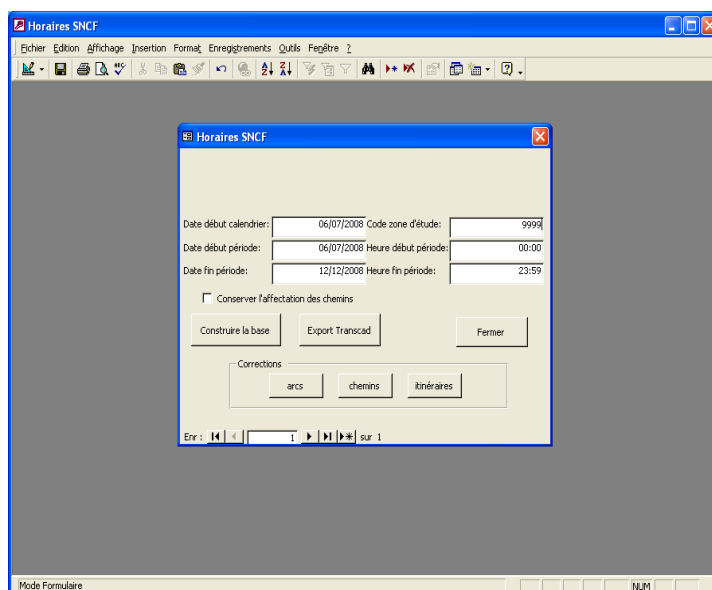 Horaires SNCF
Fichier Edition Affichage Insertion Format Enregistrements Outils Fenêtre ?
Horaires SNCF
Date début calendrier: 06/07/2008 Code zone d'étude: 9999
Date début période: 06/07/2008 Heure début période: 00:00
Date fin période: 12/12/2008 Heure fin période: 23:59
Conserver l'affectation des chemins
Construire la base Export Transcad Fermer
Corrections
arcs chemins itinéraires
Enr : 1 sur 1
Mode Formulaire NUM